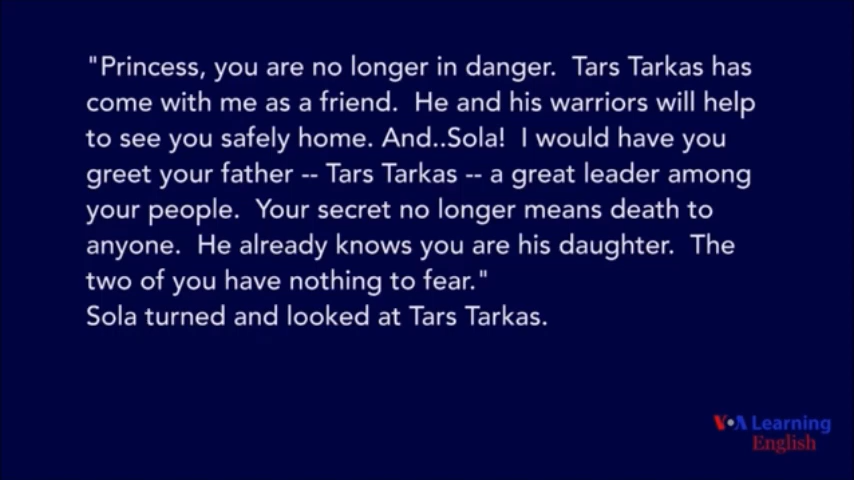 "Princess, you are no longer in danger.  Tars Tarkas has
come with me as a friend.  He and his warriors will help
to see you safely home. And..Sola!  I would have you
greet your father -- Tars Tarkas -- a great leader among
your people.  Your secret no longer means death to
anyone.  He already knows you are his daughter.  The
two of you have nothing to fear."
Sola turned and looked at Tars Tarkas.
VOA Learning
English